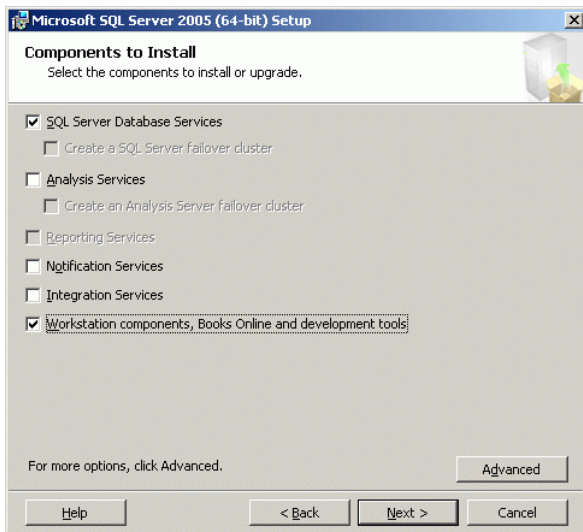 Microsoft SQL Server 2005 (64-bit) Setup
Components to Install
Select the components to install or upgrade.
SQL Server Database Services
Create a SQL Server failover cluster
Analysis Services
Create an Analysis Server failover cluster
Reporting Services
Notification Services
Integration Services
Workstation components, Books Online and development tools
For more options, click Advanced.
Advanced
Help
< Back
Next >
Cancel